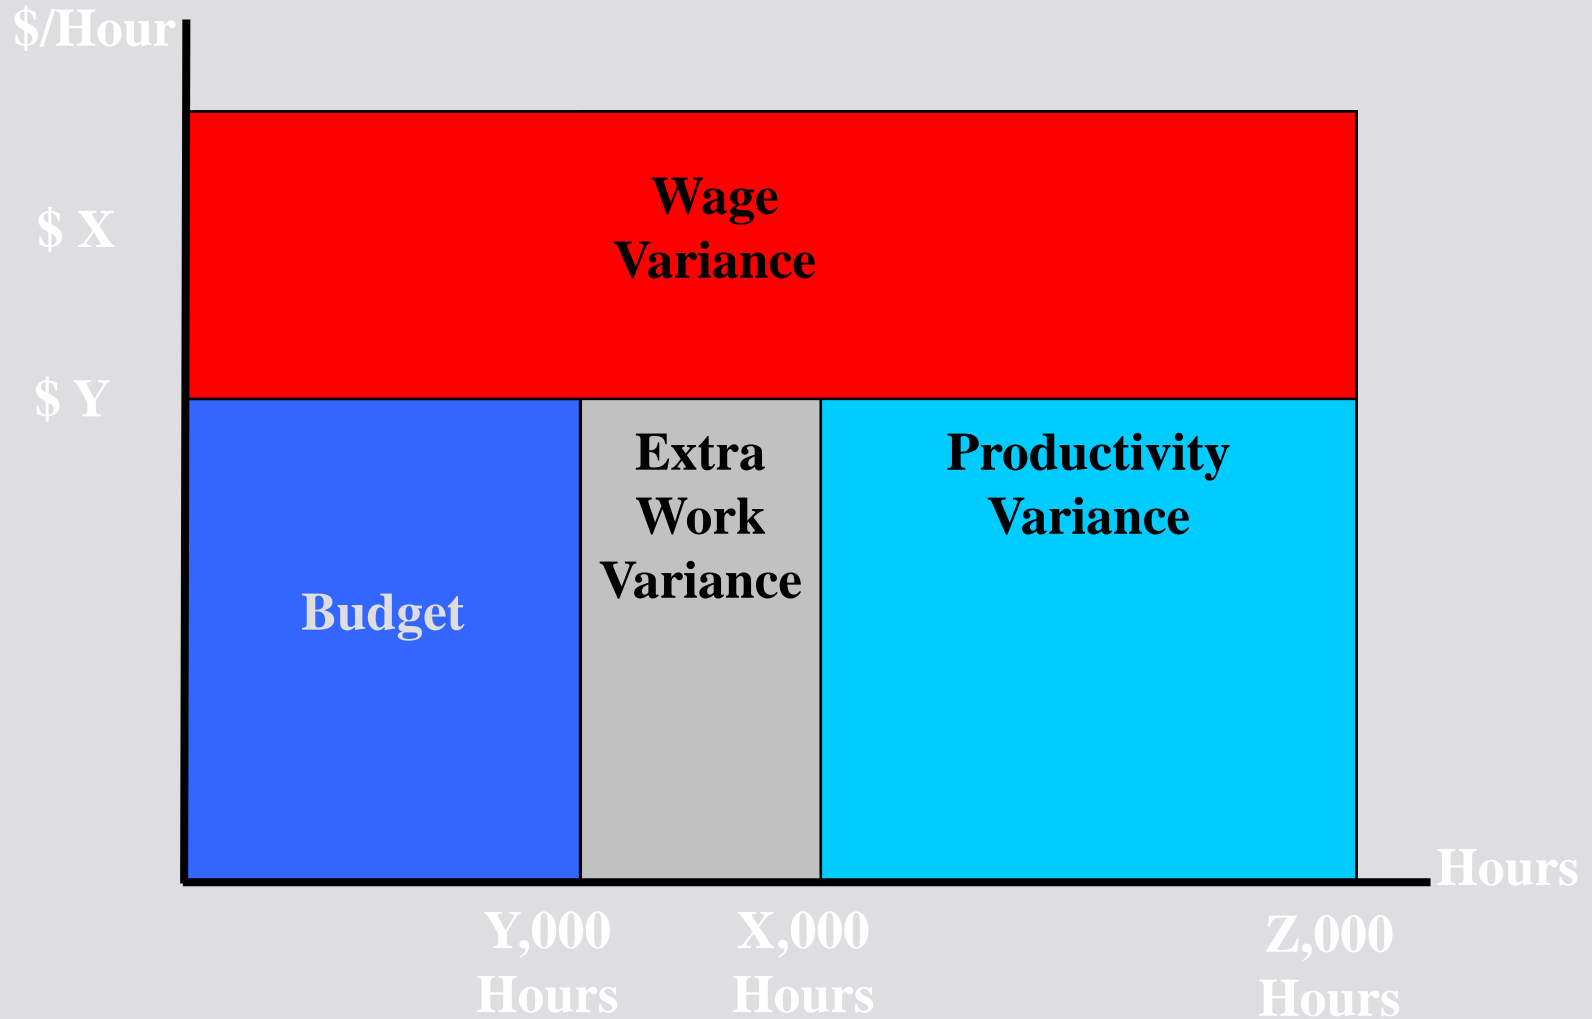 $/Hour
Wage
Variance
$ X
$ Y
Extra
Work
Variance
Productivity
Variance
Budget
Hours
Y,000
Hours
X,000
Hours
Z,000
Hours